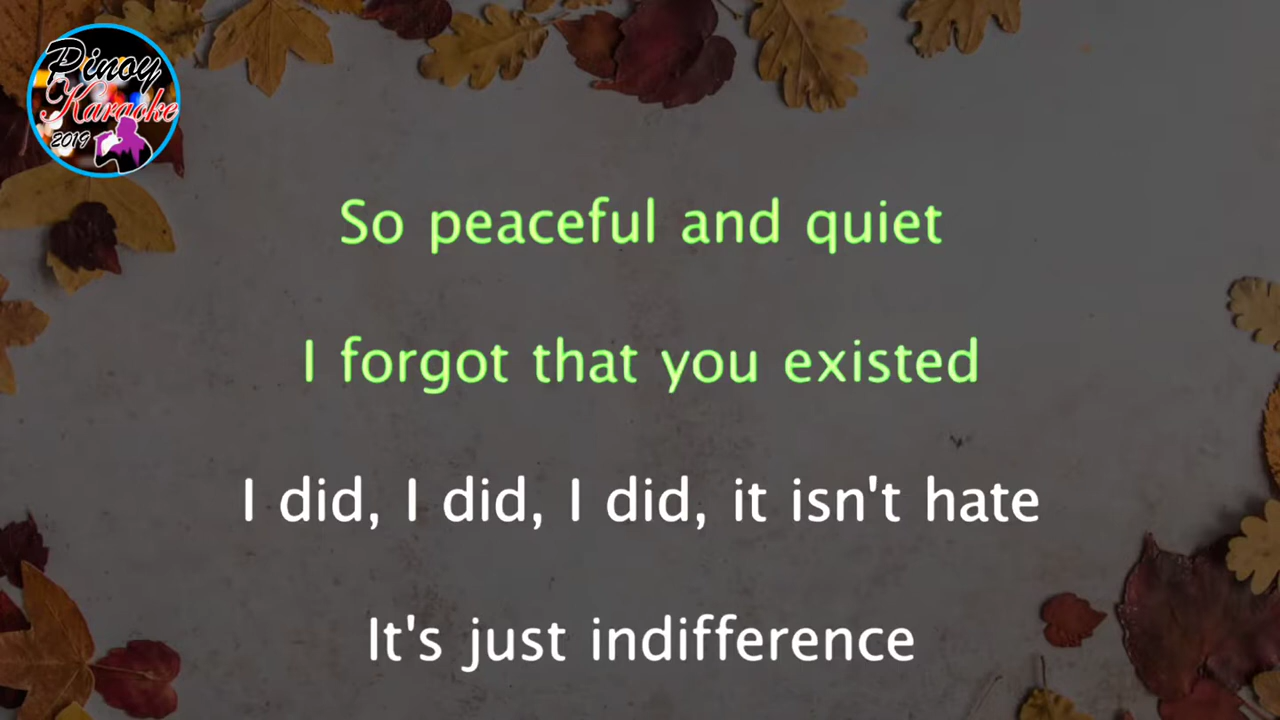 Pinoy
Karaoke
2019
So peaceful and quiet
I forgot that you existed
I did, I did, I did, it isn't hate
It's just indifference